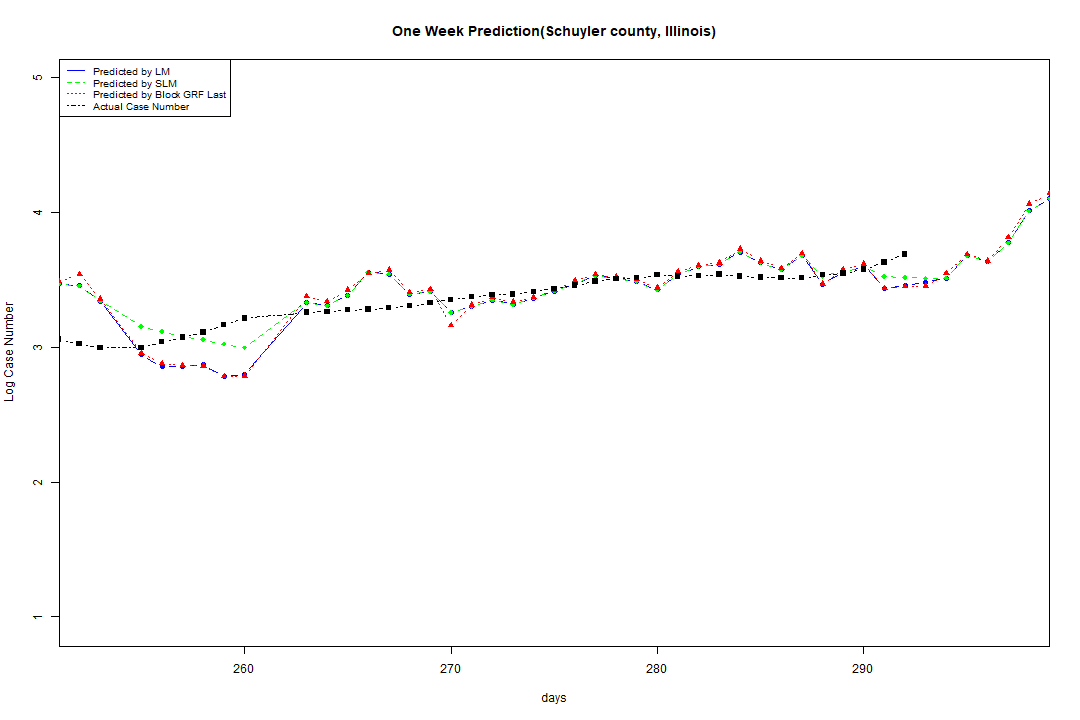 One Week Prediction(Schuyler county, Illinois)
Predicted by LM
Predicted by SLM
Predicted by Block GRF Last
Actual Case Number
5
4
3
2
1
Log Case Number
260 270 280 290
days